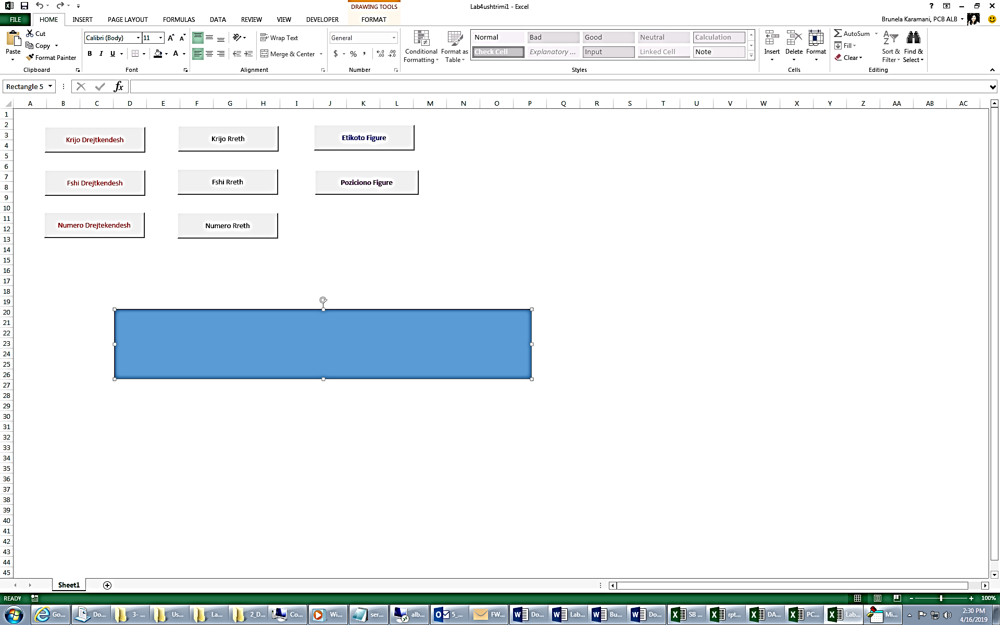 DRAWING TOOLS
Lab4ushtrimi1 - Excel
FILE HOME INSERT PAGE LAYOUT FORMULAS DATA REVIEW VIEW DEVELOPER FORMAT
Brunela Karamani, PCB ALB
Paste
Cut
Copy
Format Painter
Clipboard
Calibri (Body) 11
B I U
Font
Wrap Text
Merge & Center
Alignment
General
$ %
Number
Conditional Formatting
Format as Table
Normal Bad Good Neutral Calculation
Check Cell Explanatory ... Input Linked Cell Note
Styles
Insert Delete Format
Cells
AutoSum
Fill
Clear
Sort & Filter
Find & Select
Editing
Rectangle 5
fx
A B C D E F G H I J K L M N O P Q R S T U V W X Y Z AA AB AC
1
2
3
4
5
6
7
8
9
10
11
12
13
14
15
16
17
18
19
20
21
22
23
24
25
26
27
28
29
30
31
32
33
34
35
36
37
38
39
40
41
42
43
44
45
Krijo Drejtkendesh Krijo Rreth Etikoto Figure
Fshi Drejtkendesh Fshi Rreth Poziciono Figure
Numero Drejtekendesh Numero Rreth
Sheet1
READY
100%
Go... Do... 3- ... Us... La... 2_D... Co... Wi... ser... alb... 5_... FW... Do... Lab... Bu... Do... SB ... rpt... DA... PC... Lab... Mi...
2:30 PM
4/16/2019